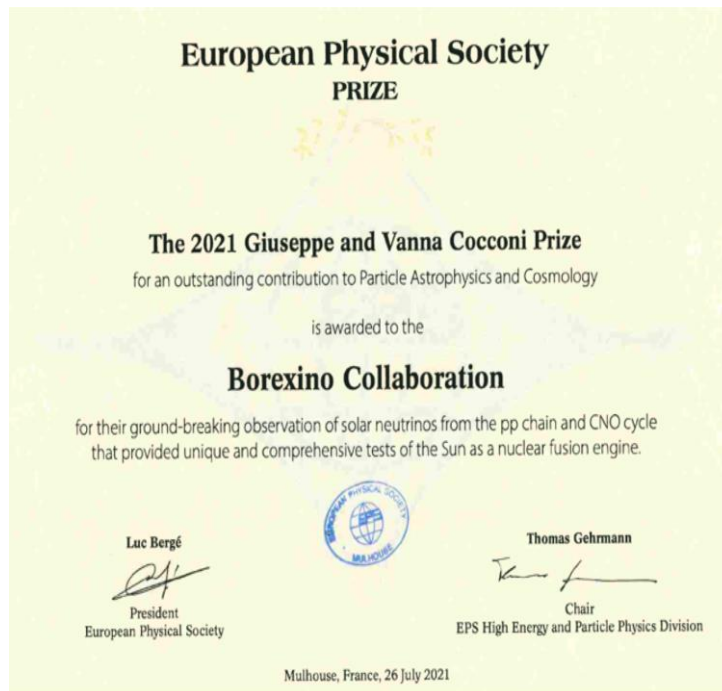 European Physical Society
PRIZE
The 2021 Giuseppe and Vanna Cocconi Prize
for an outstanding contribution to Particle Astrophysics and Cosmology
is awarded to the
Borexino Collaboration
for their ground-breaking observation of solar neutrinos from the pp chain and CNO cycle
that provided unique and comprehensive tests of the Sun as a nuclear fusion engine.
EUROPEAN PHYSICAL SOCIETY
MULHOUSE
Luc Bergé
President
European Physical Society
Thomas Gehrmann
Chair
EPS High Energy and Particle Physics Division
Mulhouse, France, 26 July 2021